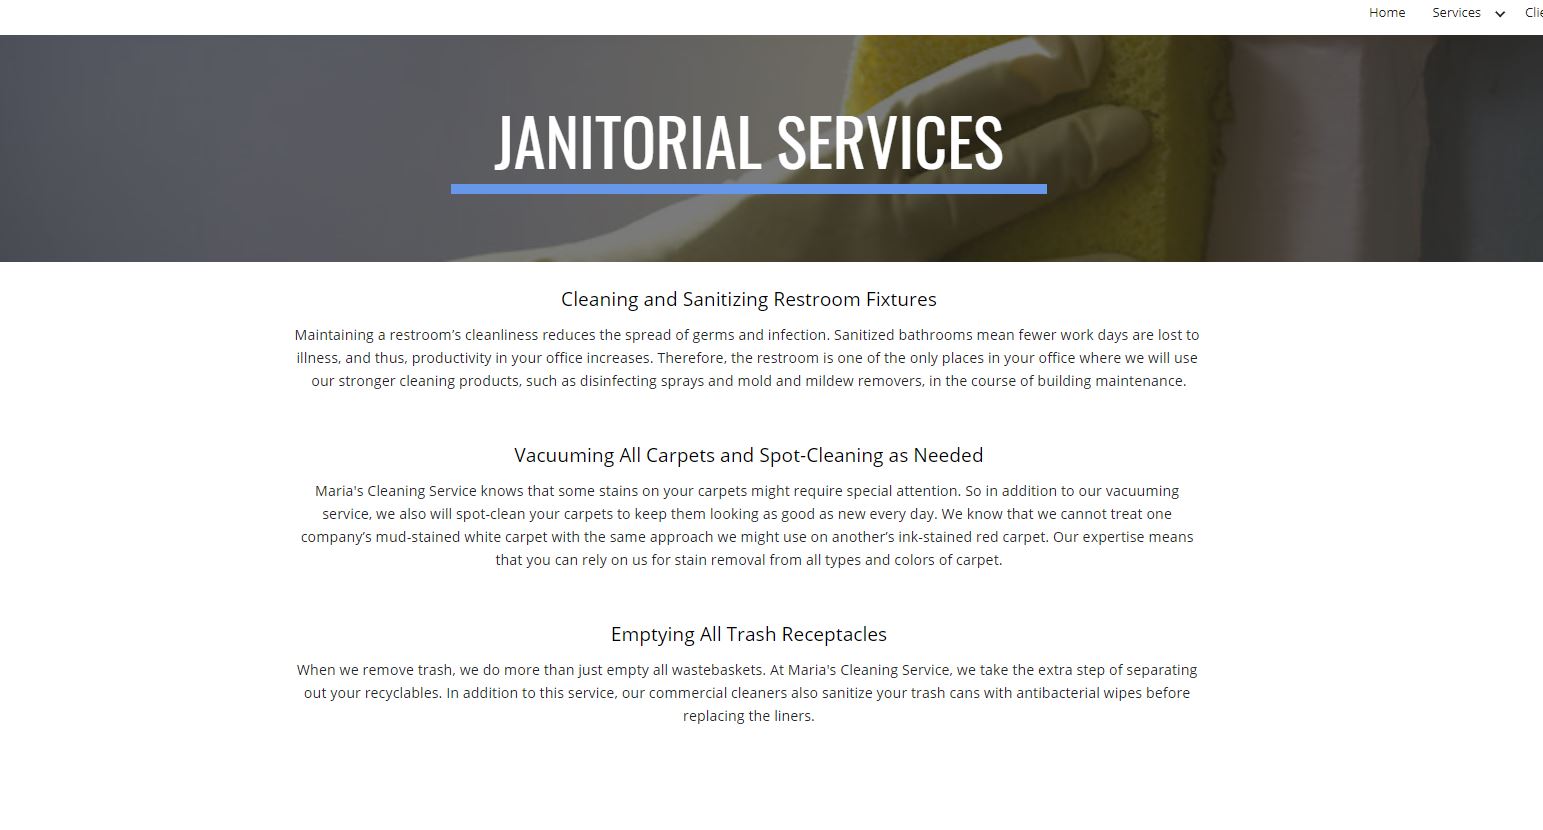 Home Services
JANITORIAL SERVICES
Cleaning and Sanitizing Restroom Fixtures
Maintaining a restroom’s cleanliness reduces the spread of germs and infection. Sanitized bathrooms mean fewer work days are lost to
illness, and thus, productivity in your office increases. Therefore, the restroom is one of the only places in your office where we will use
our stronger cleaning products, such as disinfecting sprays and mold and mildew removers, in the course of building maintenance.
Vacuuming All Carpets and Spot-Cleaning as Needed
Maria's Cleaning Service knows that some stains on your carpets might require special attention. So in addition to our vacuuming
service, we also will spot-clean your carpets to keep them looking as good as new every day. We know that we cannot treat one
company’s mud-stained white carpet with the same approach we might use on another’s ink-stained red carpet. Our expertise means
that you can rely on us for stain removal from all types and colors of carpet.
Emptying All Trash Receptacles
When we remove trash, we do more than just empty all wastebaskets. At Maria's Cleaning Service, we take the extra step of separating
out your recyclables. In addition to this service, our commercial cleaners also sanitize your trash cans with antibacterial wipes before
replacing the liners.